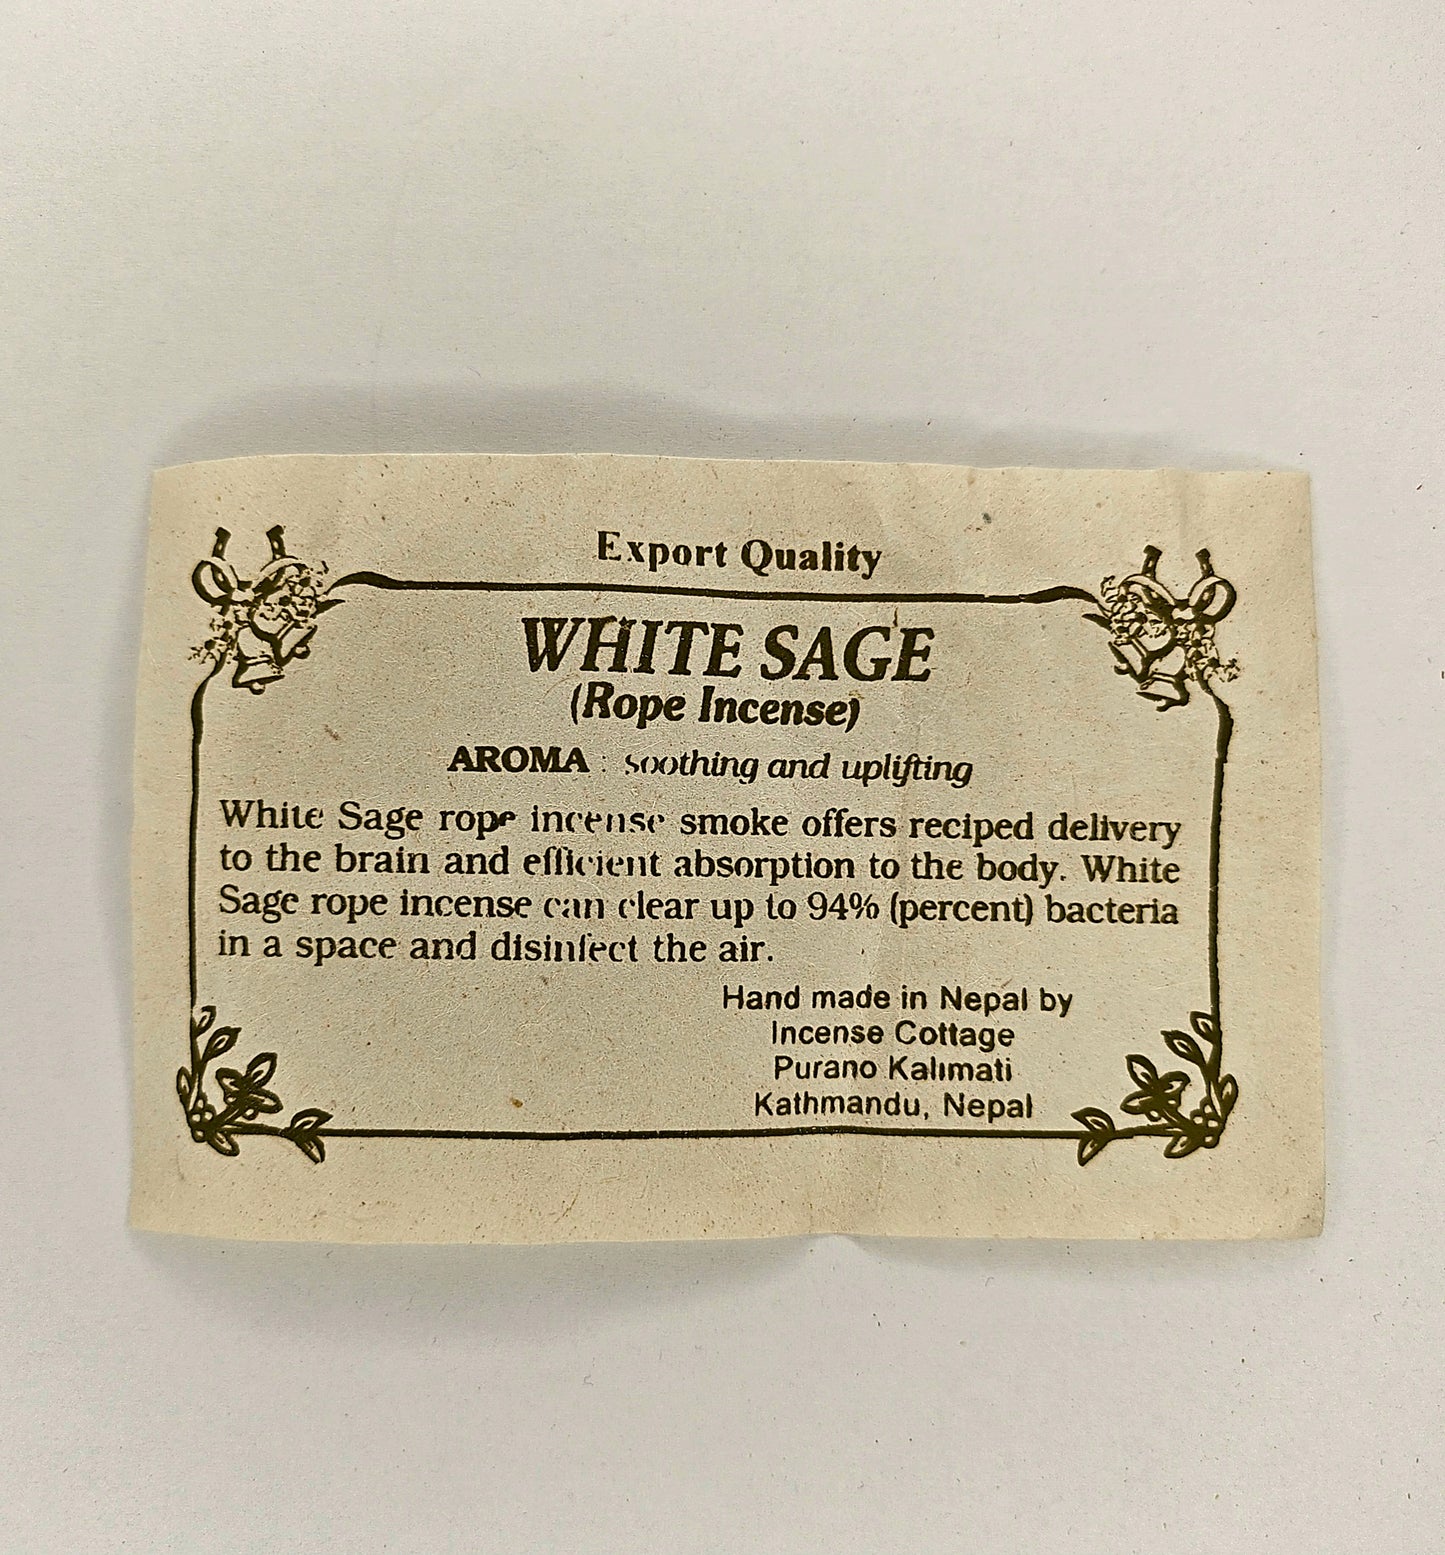 Export Quality
WHITE SAGE
(Rope Incense)
AROMA : soothing and uplifting
White Sage rope incense smoke offers reciped delivery
to the brain and efficient absorption to the body. White
Sage rope incense can clear up to 94% (percent) bacteria
in a space and disinfect the air.
Hand made in Nepal by
Incense Cottage
Purano Kalimati
Kathmandu, Nepal